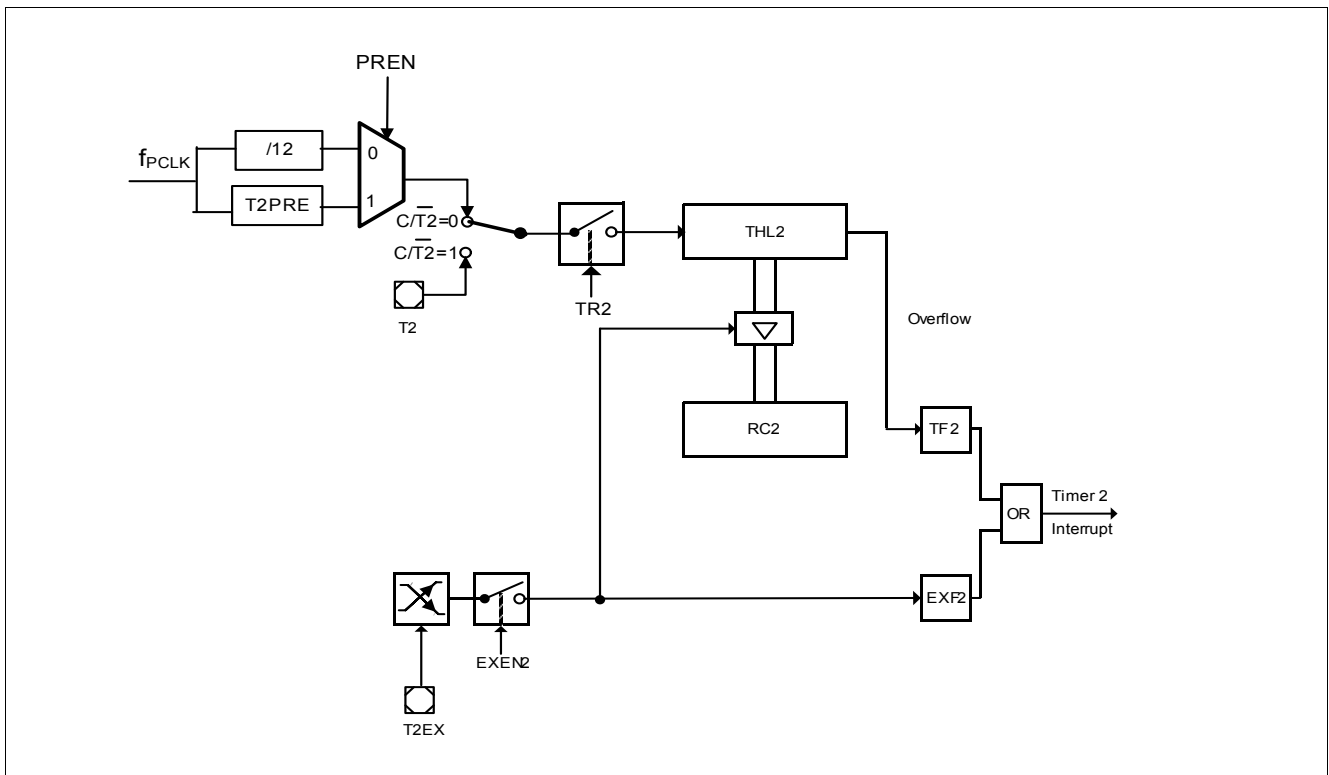 PREN
/12
0
fPCLK
T2PRE
1
C/T2̅=0
C/T2̅=1
T2
TR2
THL2
Overflow
RC2
TF2
Timer 2
OR
Interrupt
EXF2
EXEN2
T2EX